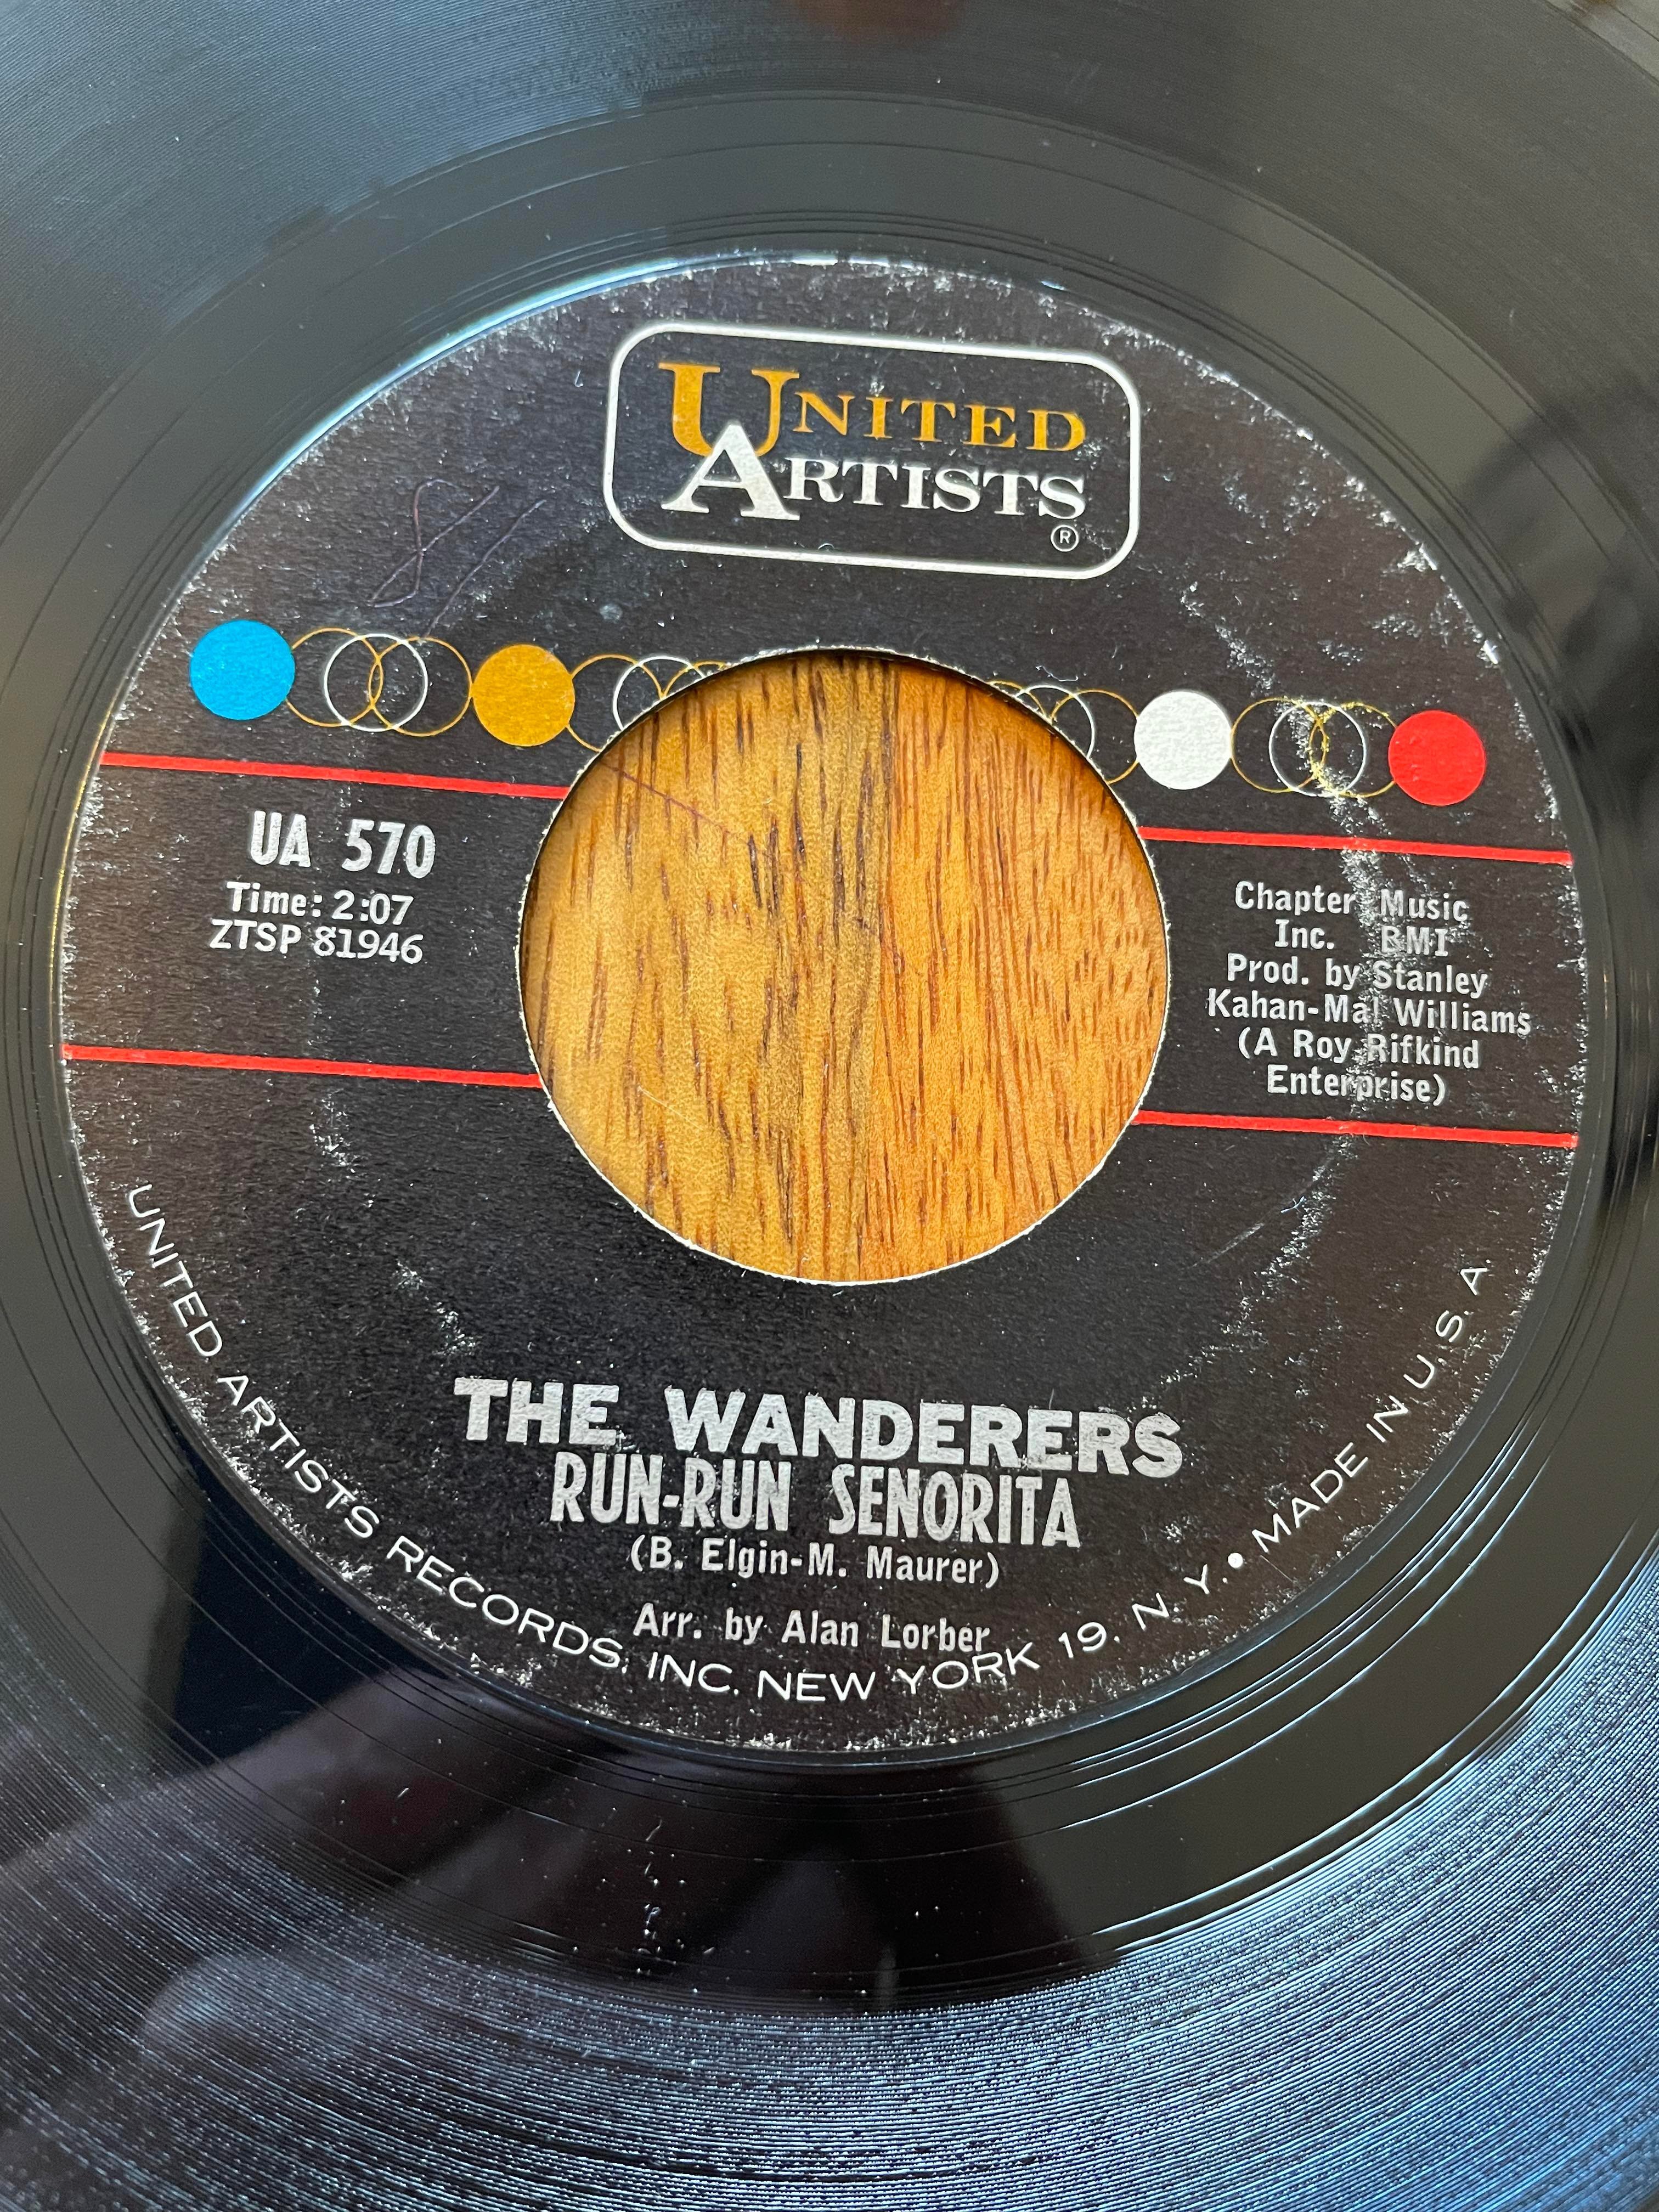 UNITED
ARTISTS
®
UA 570
Time: 2:07
ZTSP 81946
Chapter Music
Inc. BMI
Prod. by Stanley
Kahan-Mal Williams
(A Roy Rifkind
Enterprise)
THE WANDERERS
RUN-RUN SENORITA
(B. Elgin-M. Maurer)
Arr. by Alan Lorber
UNITED ARTISTS RECORDS, INC. NEW YORK 19, N. Y. • MADE IN U.S.A.